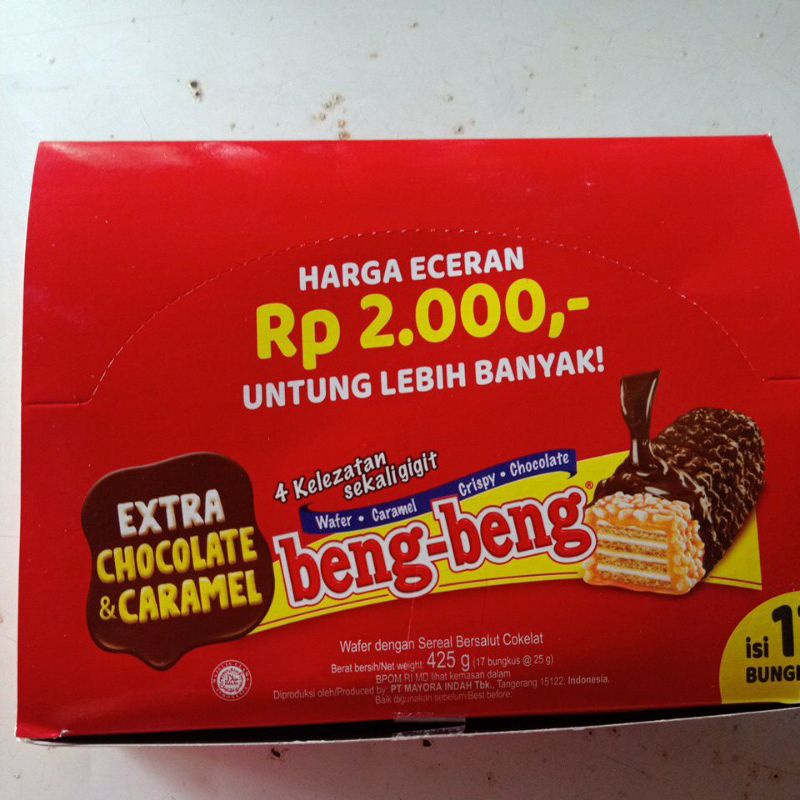 HARGA ECERAN
Rp 2.000,-
UNTUNG LEBIH BANYAK!
4 Kelezatan
sekali gigit
Wafer • Caramel Crispy • Chocolate
beng-beng®
EXTRA
CHOCOLATE
& CARAMEL
Wafer dengan Sereal Bersalut Cokelat
Berat bersih/Net weight: 425 g (17 bungkus @ 25 g)
BPOM RI MD lihat kemasan dalam
Diproduksi oleh/Produced by: PT MAYORA INDAH Tbk., Tangerang 15122, Indonesia.
Baik digunakan sebelum/Best before:
isi